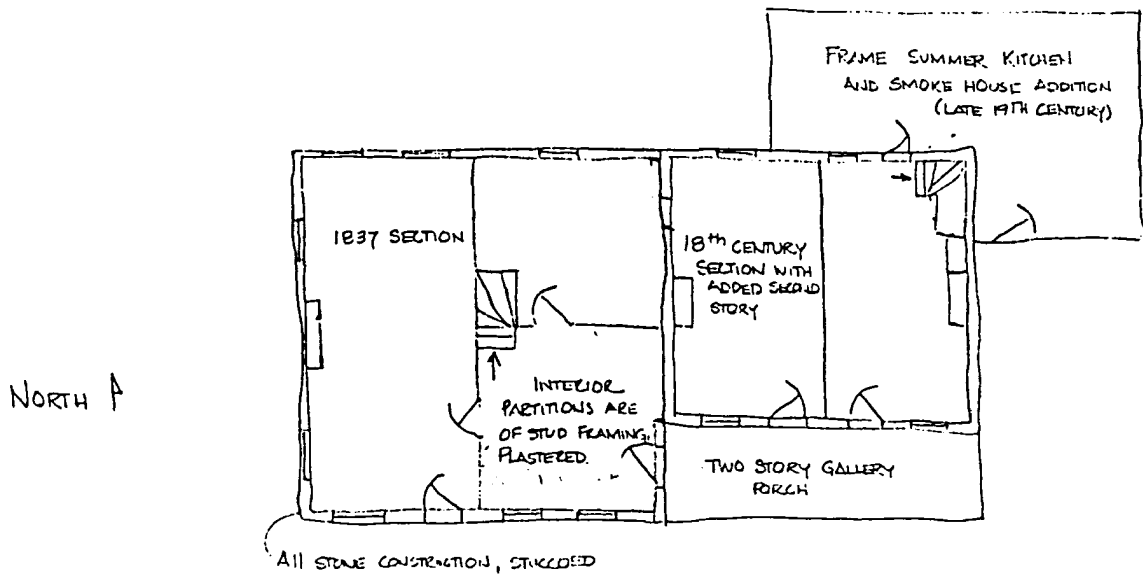 FRAME SUMMER KITCHEN
AND SMOKE HOUSE ADDITION
(LATE 19TH CENTURY)
1837 SECTION
18th CENTURY
SECTION WITH
ADDED SECOND
STORY
NORTH
INTERIOR
PARTITIONS ARE
OF STUD FRAMING,
PLASTERED.
TWO STORY GALLERY
PORCH
All STONE CONSTRUCTION, STUCCOED